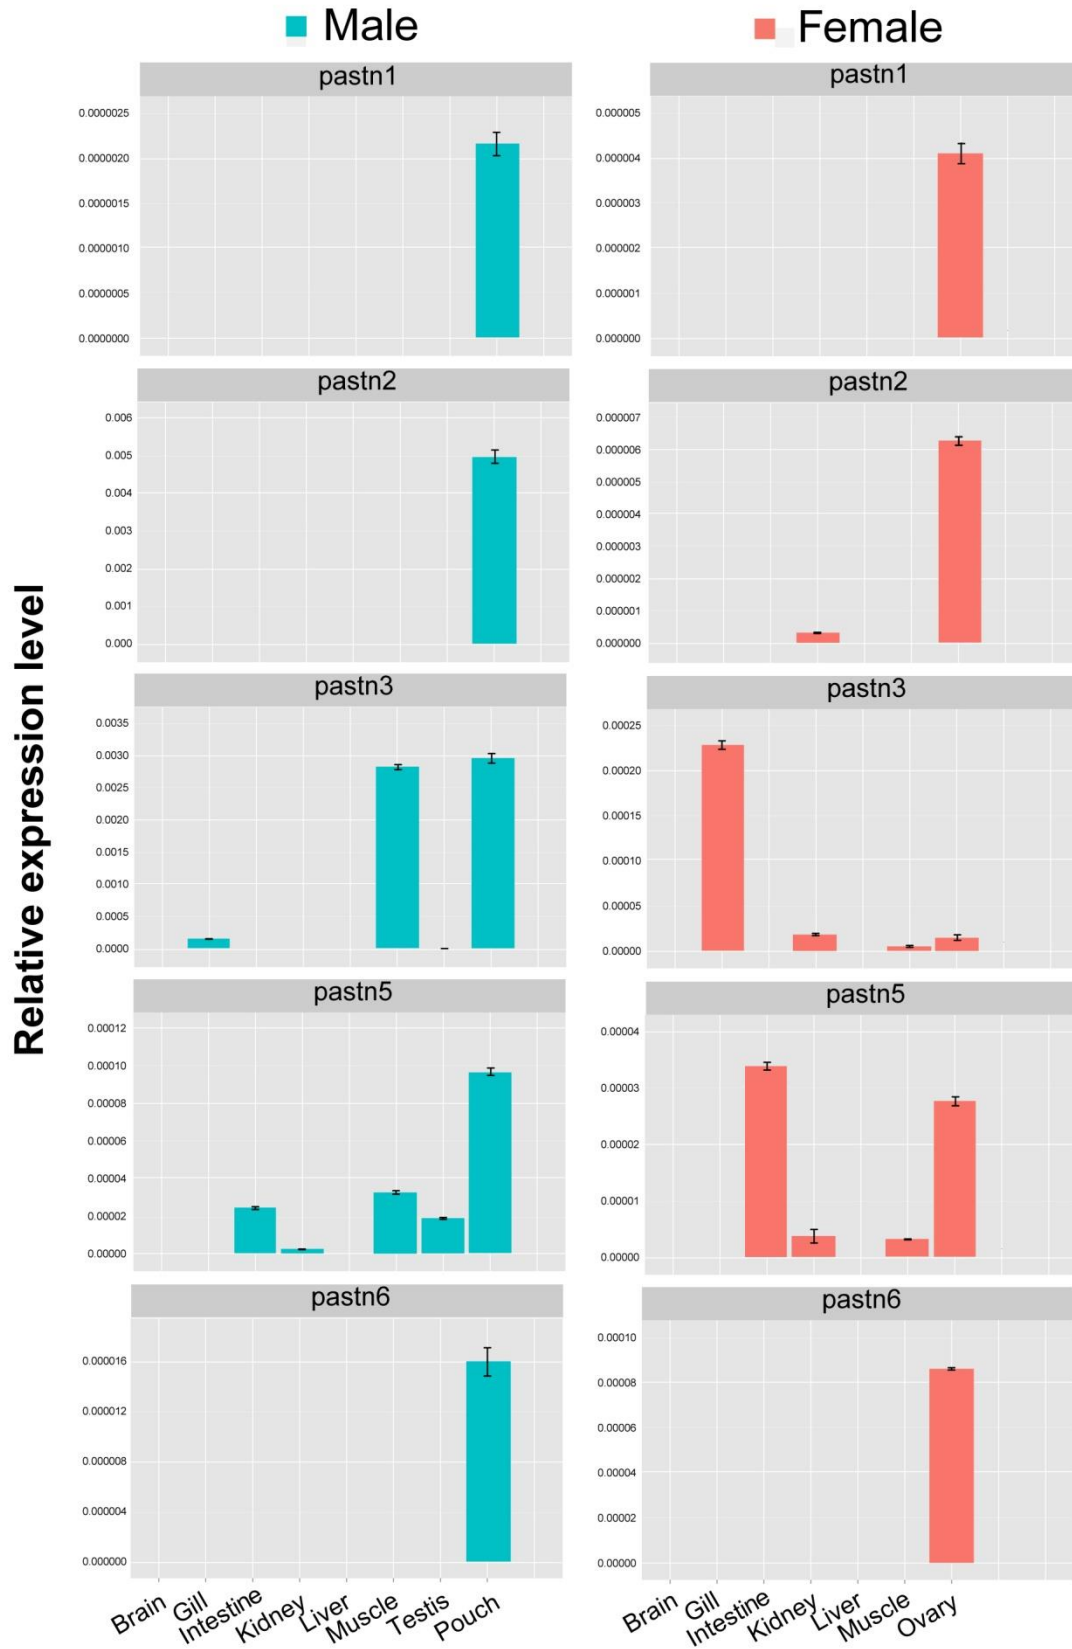 Male
Female
Relative expression level
pastn1
0.0000025
0.0000020
0.0000015
0.0000010
0.0000005
0.0000000
pastn1
0.000005
0.000004
0.000003
0.000002
0.000001
0.000000
pastn2
0.006
0.005
0.004
0.003
0.002
0.001
0.000
pastn2
0.000007
0.000006
0.000005
0.000004
0.000003
0.000002
0.000001
0.000000
pastn3
0.0035
0.0030
0.0025
0.0020
0.0015
0.0010
0.0005
0.0000
pastn3
0.00025
0.00020
0.00015
0.00010
0.00005
0.00000
pastn5
0.00012
0.00010
0.00008
0.00006
0.00004
0.00002
0.00000
pastn5
0.00004
0.00003
0.00002
0.00001
0.00000
pastn6
0.000016
0.000012
0.000008
0.000004
0.000000
pastn6
0.00010
0.00008
0.00006
0.00004
0.00002
0.00000
Brain
Gill
Intestine
Kidney
Liver
Muscle
Testis
Pouch
Brain
Gill
Intestine
Kidney
Liver
Muscle
Ovary